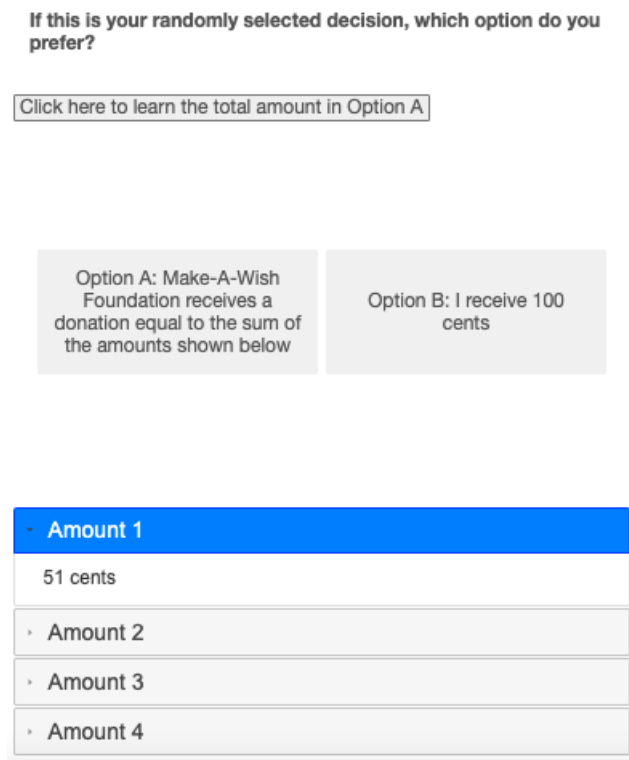 If this is your randomly selected decision, which option do you
prefer?
Click here to learn the total amount in Option A
Option A: Make-A-Wish
Foundation receives a
donation equal to the sum of
the amounts shown below
Option B: I receive 100
cents
Amount 1
51 cents
Amount 2
Amount 3
Amount 4